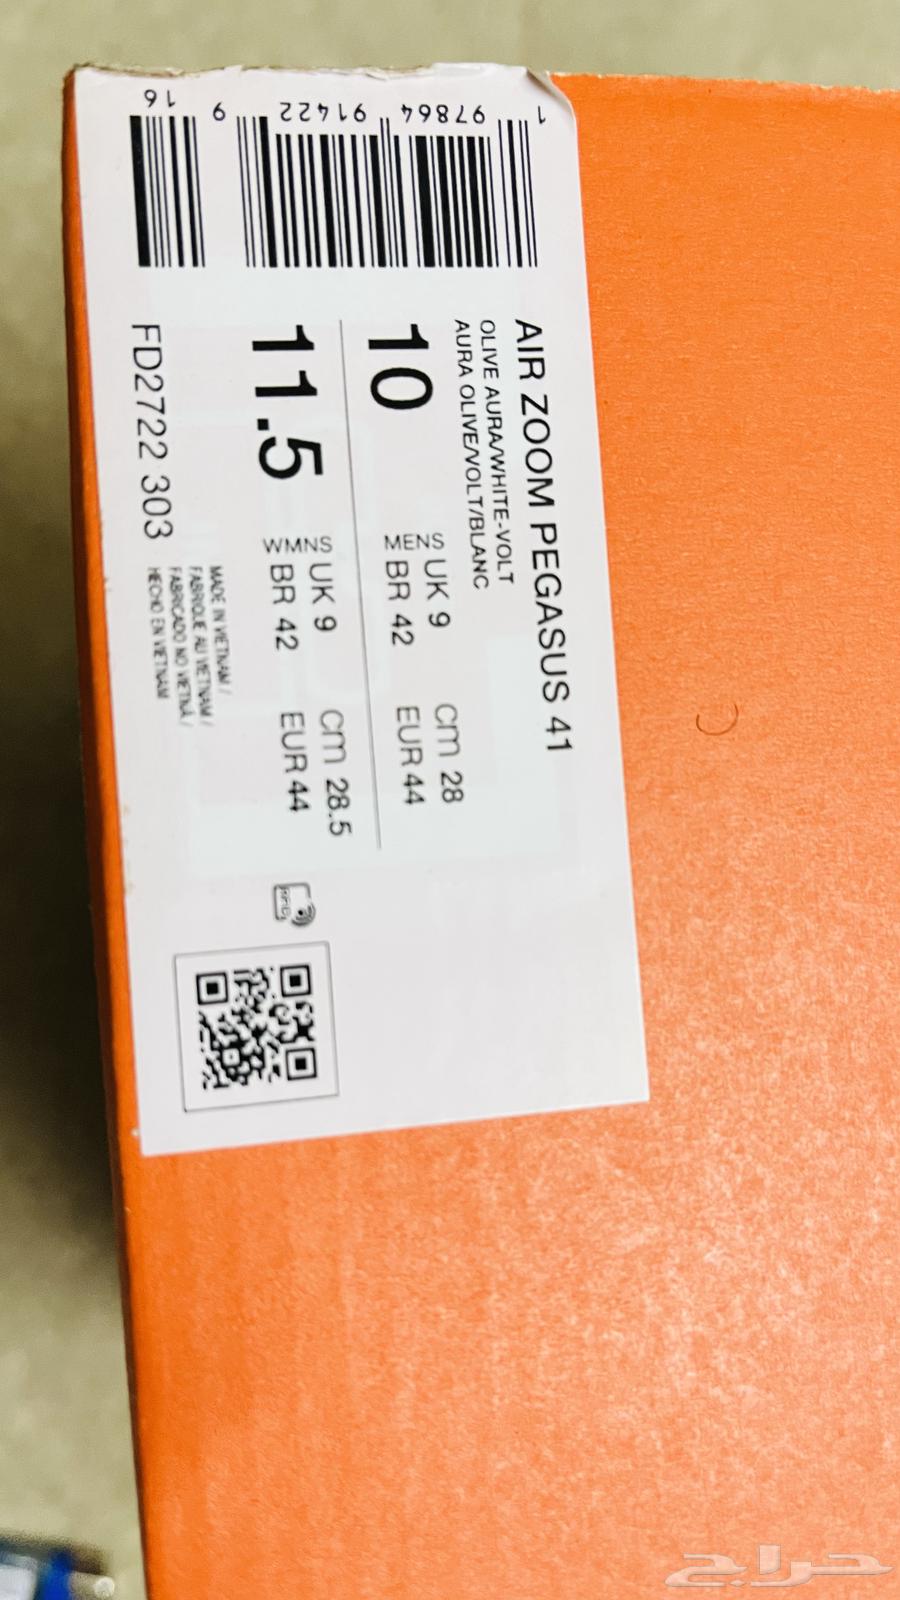 AIR ZOOM PEGASUS 41
OLIVE AURA/WHITE-VOLT
AURA OLIVE/VOLT/BLANC
10
MENS
UK 9
cm 28
BR 42
EUR 44
11.5
WMNS
UK 9
cm 28.5
BR 42
EUR 44
FD2722 303
MADE IN VIETNAM /
FABRIQUE AU VIETNAM /
FABRICADO NO VIETNÃ /
HECHO EN VIETNAM
1 97864 91422 9 16
حراج